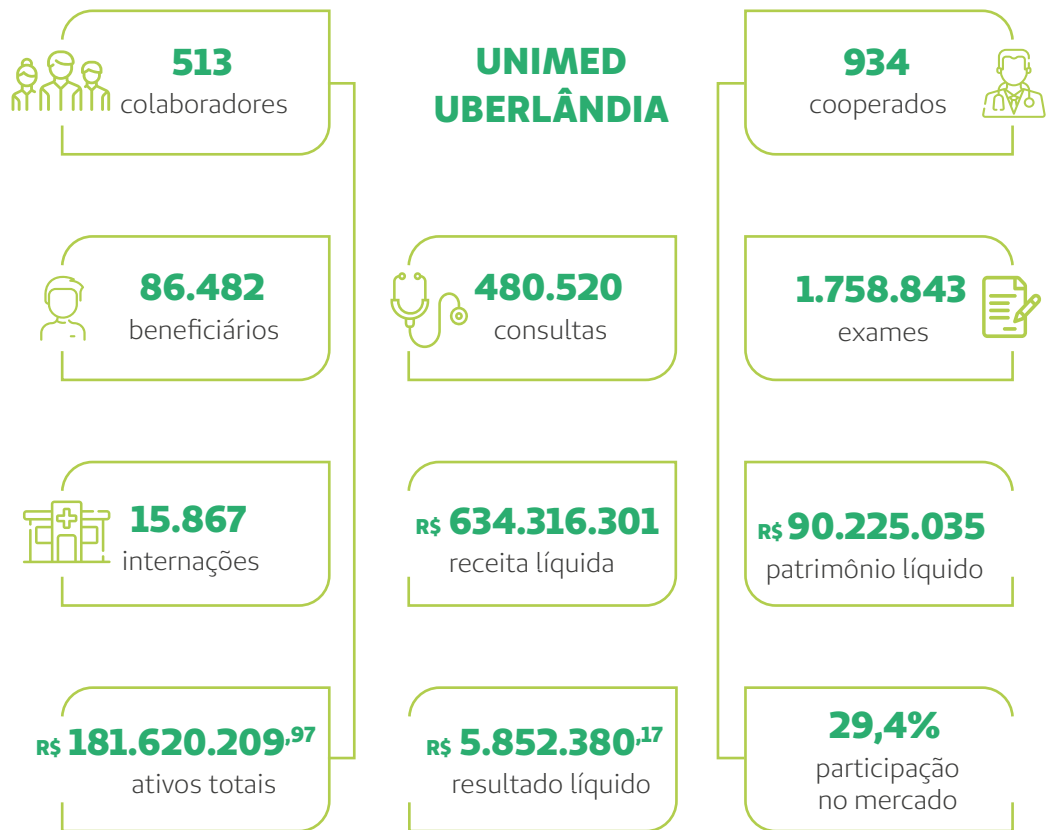 513
colaboradores
UNIMED
UBERLÂNDIA
934
cooperados
86.482
beneficiários
480.520
consultas
1.758.843
exames
15.867
internações
R$ 634.316.301
receita líquida
R$ 90.225.035
patrimônio líquido
R$ 181.620.209,97
ativos totais
R$ 5.852.380,17
resultado líquido
29,4%
participação
no mercado